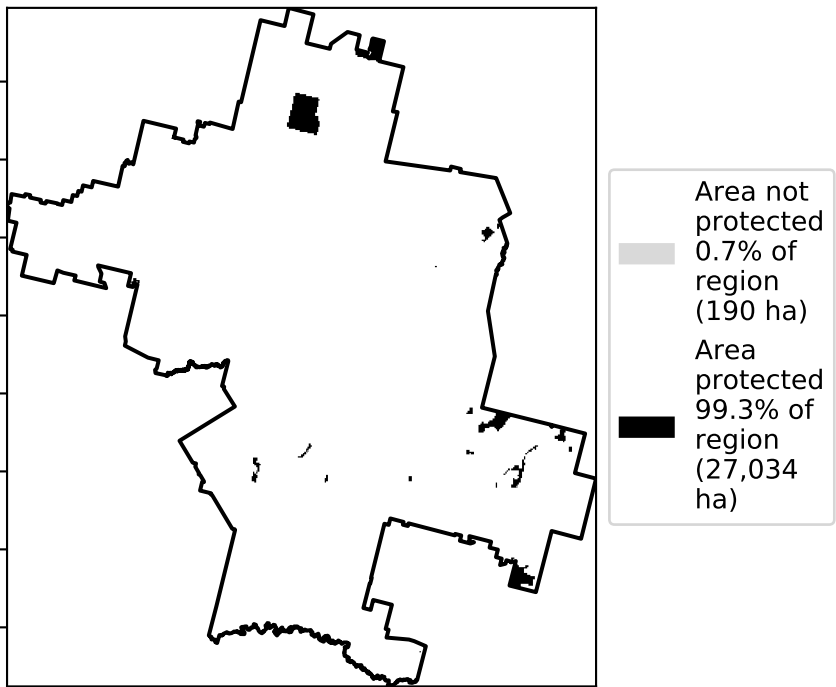 Area not
protected
0.7% of
region
(190 ha)
Area
protected
99.3% of
region
(27,034
ha)